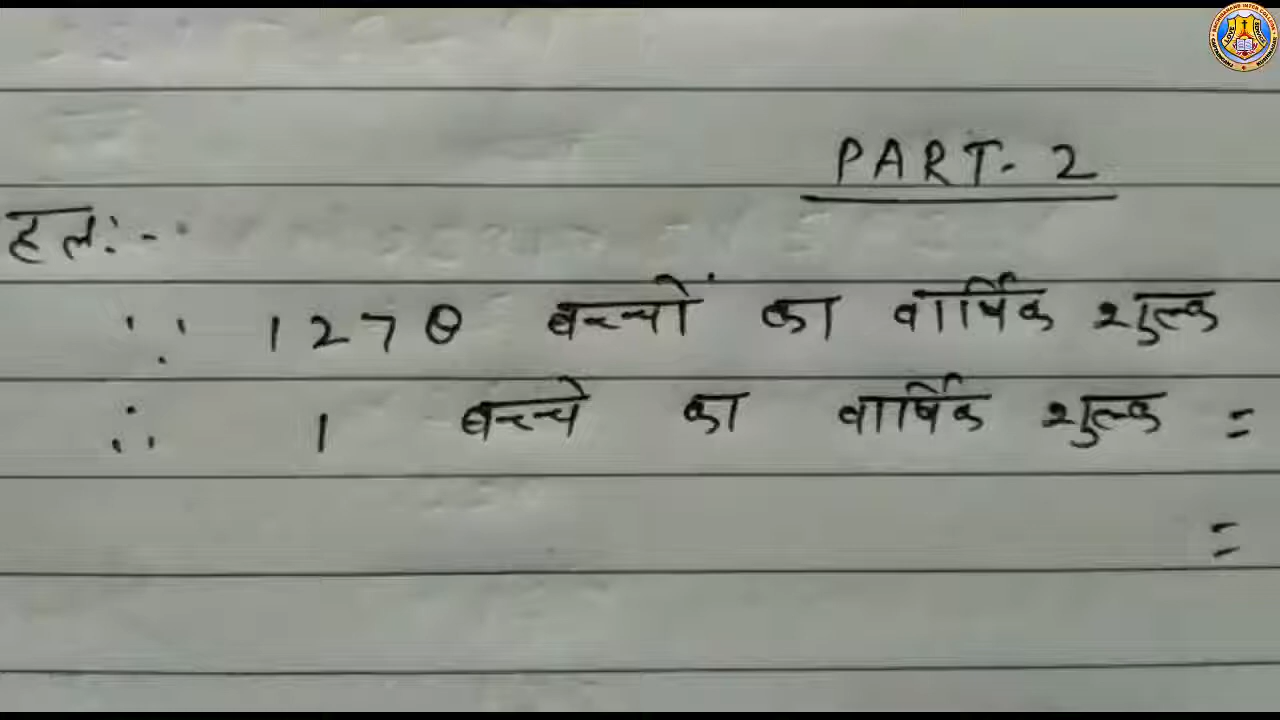 PART- 2
हल:-
∵ 1270 बच्चों का वार्षिक शुल्क
∴ 1 बच्चे का वार्षिक शुल्क =
=